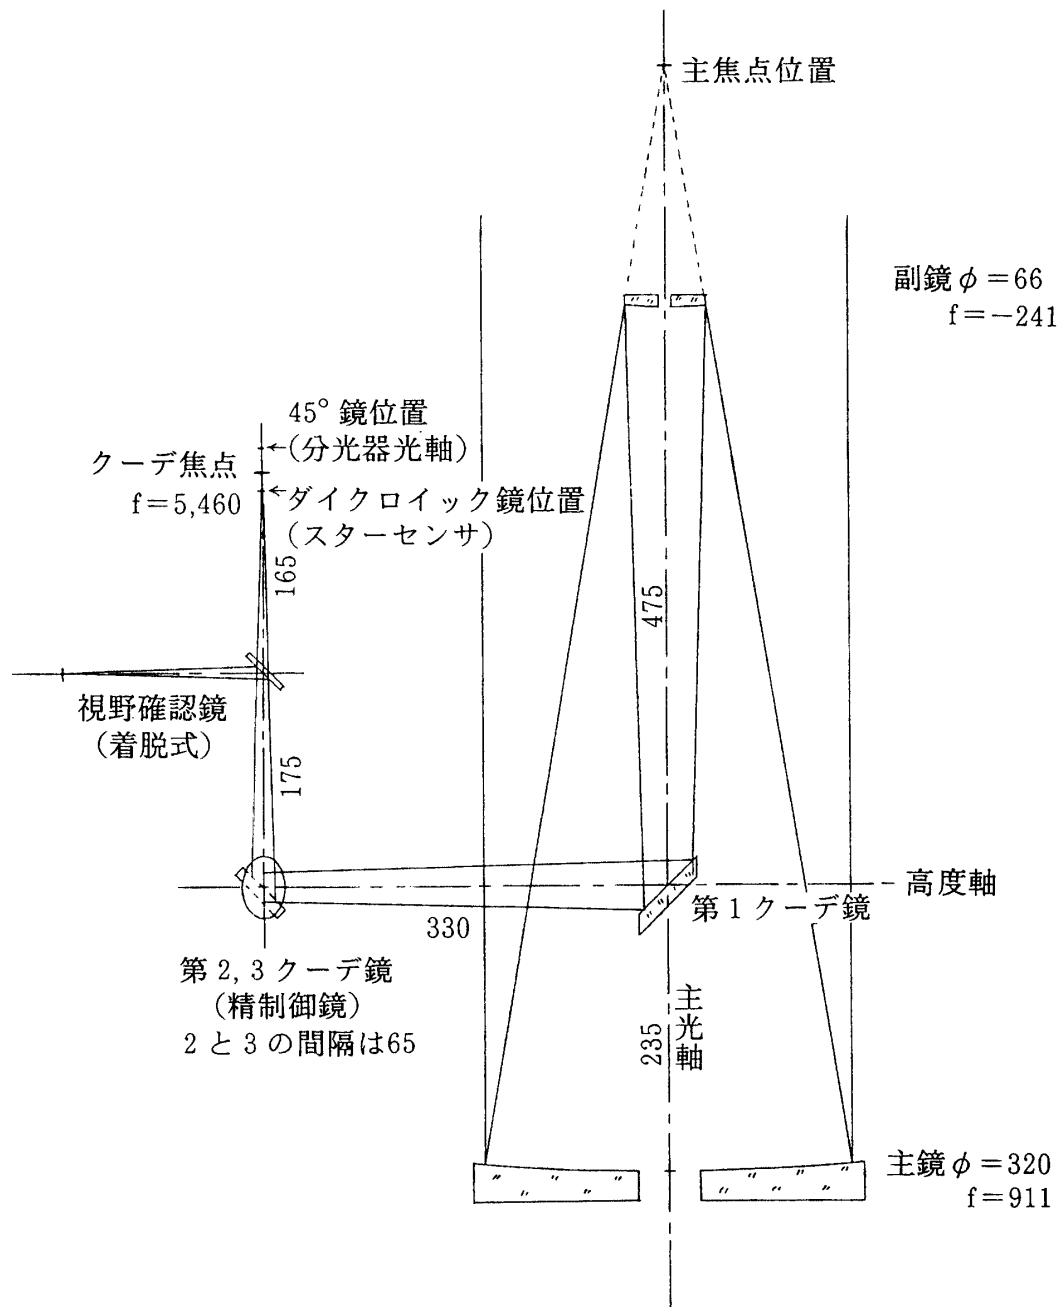 主焦点位置
副鏡φ=66
f=−241
45°鏡位置
(分光器光軸)
クーデ焦点
f=5,460
ダイクロイック鏡位置
(スターセンサ)
165
475
視野確認鏡
(着脱式)
175
高度軸
第1クーデ鏡
330
第2,3クーデ鏡
(精制御鏡)
2と3の間隔は65
主光軸
235
主鏡φ=320
f=911